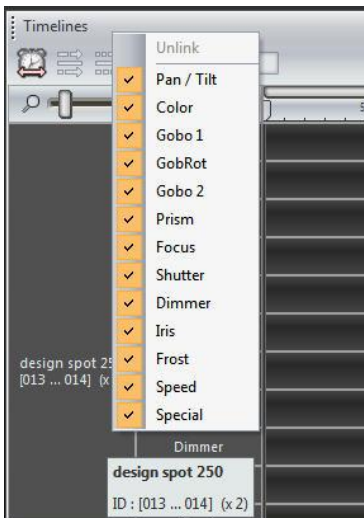 Timelines
Unlink
Pan / Tilt
Color
Gobo 1
GobRot
Gobo 2
Prism
Focus
Shutter
Dimmer
Iris
Frost
Speed
Special
design spot 25
[013 ... 014] (x
Dimmer
design spot 250
ID : [013 ... 014] (x 2)